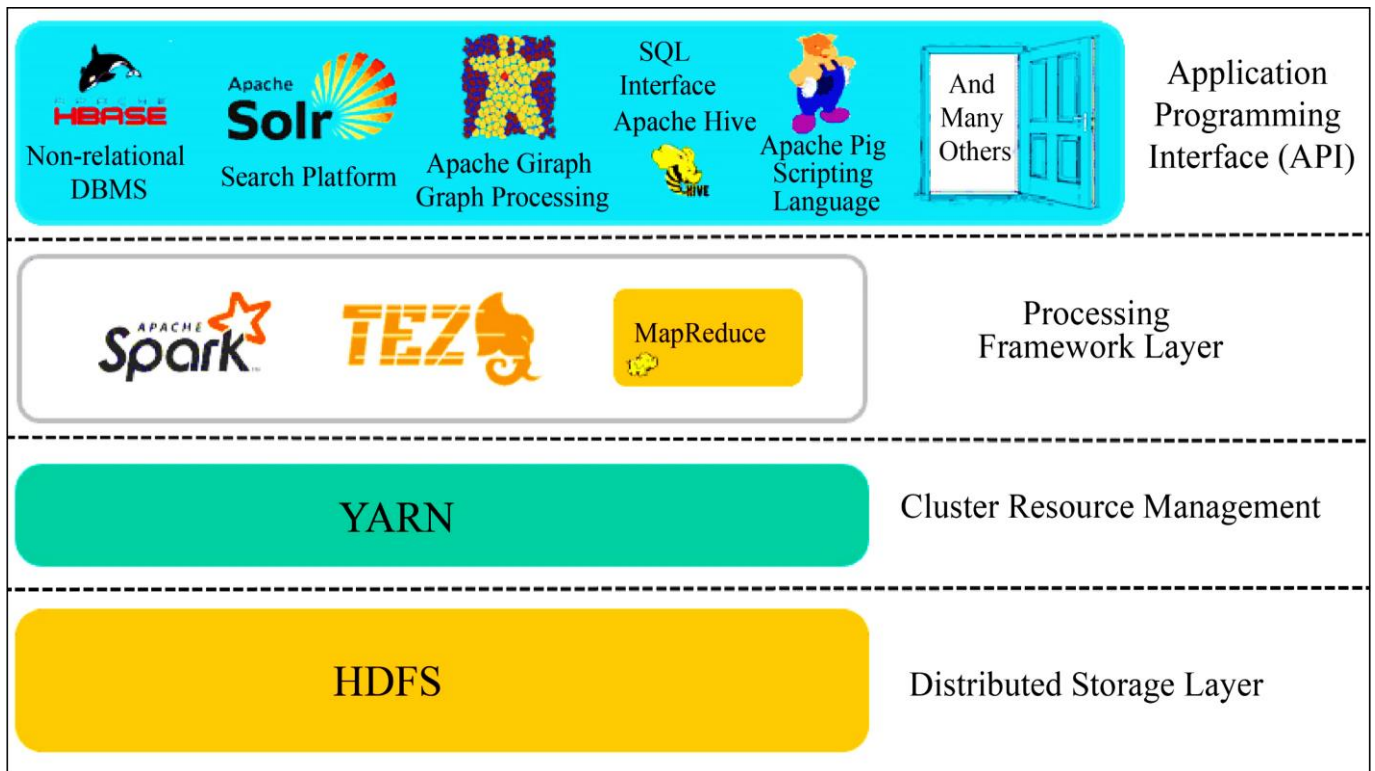 APACHE
HBASE
Non-relational
DBMS
Apache
Solr
Search Platform
Apache Giraph
Graph Processing
SQL
Interface
Apache Hive
HIVE
Apache Pig
Scripting
Language
And
Many
Others
Application
Programming
Interface (API)
APACHE
Spark
TEZ
MapReduce
Processing
Framework Layer
YARN
Cluster Resource Management
HDFS
Distributed Storage Layer